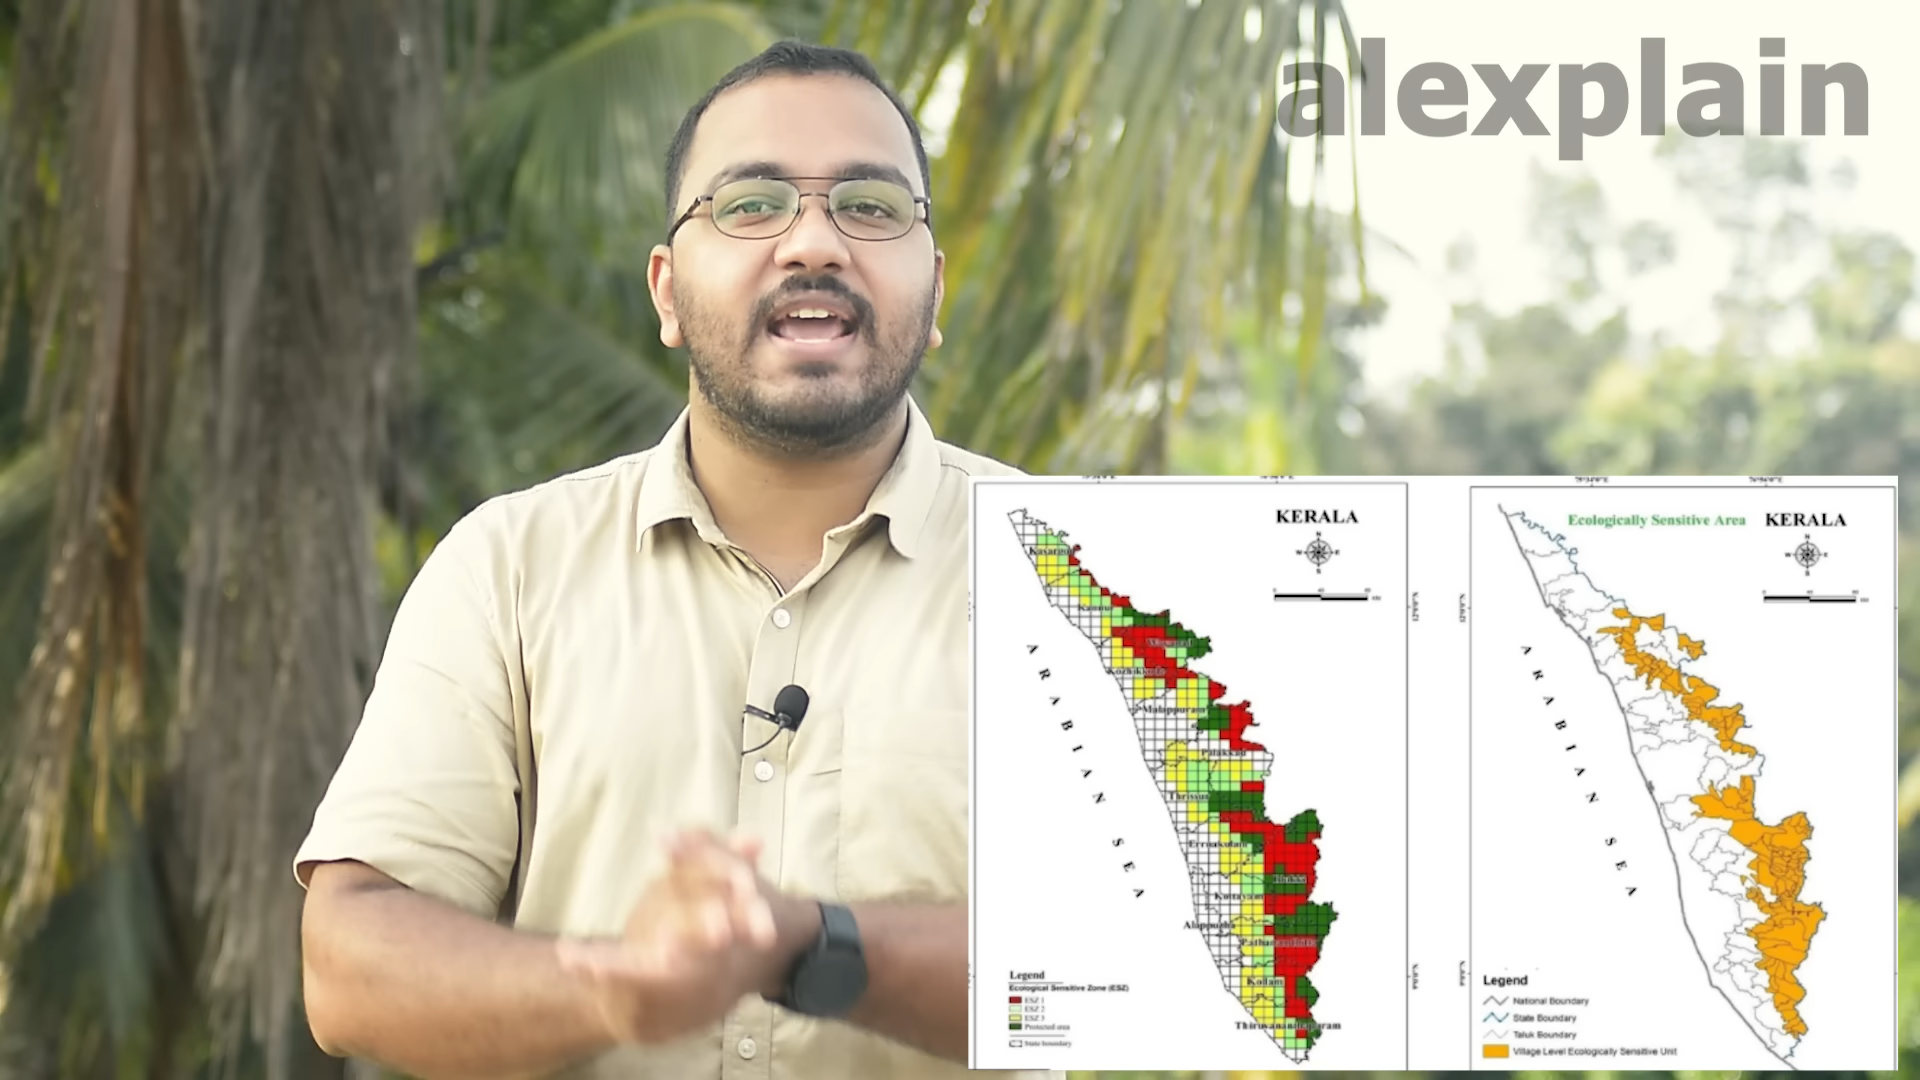 alexplain
KERALA
N
W E
S
Kasargod
Kannur
Wayanad
Kozhikkode
Malappuram
Palakkad
Thrissur
Ernakulam
Idukki
Kottayam
Alappuzha
Pathanamthitta
Kollam
Thiruvananthapuram
ARABIAN SEA
Legend
Ecological Sensitive Zone (ESZ)
ESZ 1
ESZ 2
ESZ 3
Protected area
State boundary
Ecologically Sensitive Area
KERALA
N
W E
S
ARABIAN SEA
Legend
National Boundary
State Boundary
Taluk Boundary
Village Level Ecologically Sensitive Unit